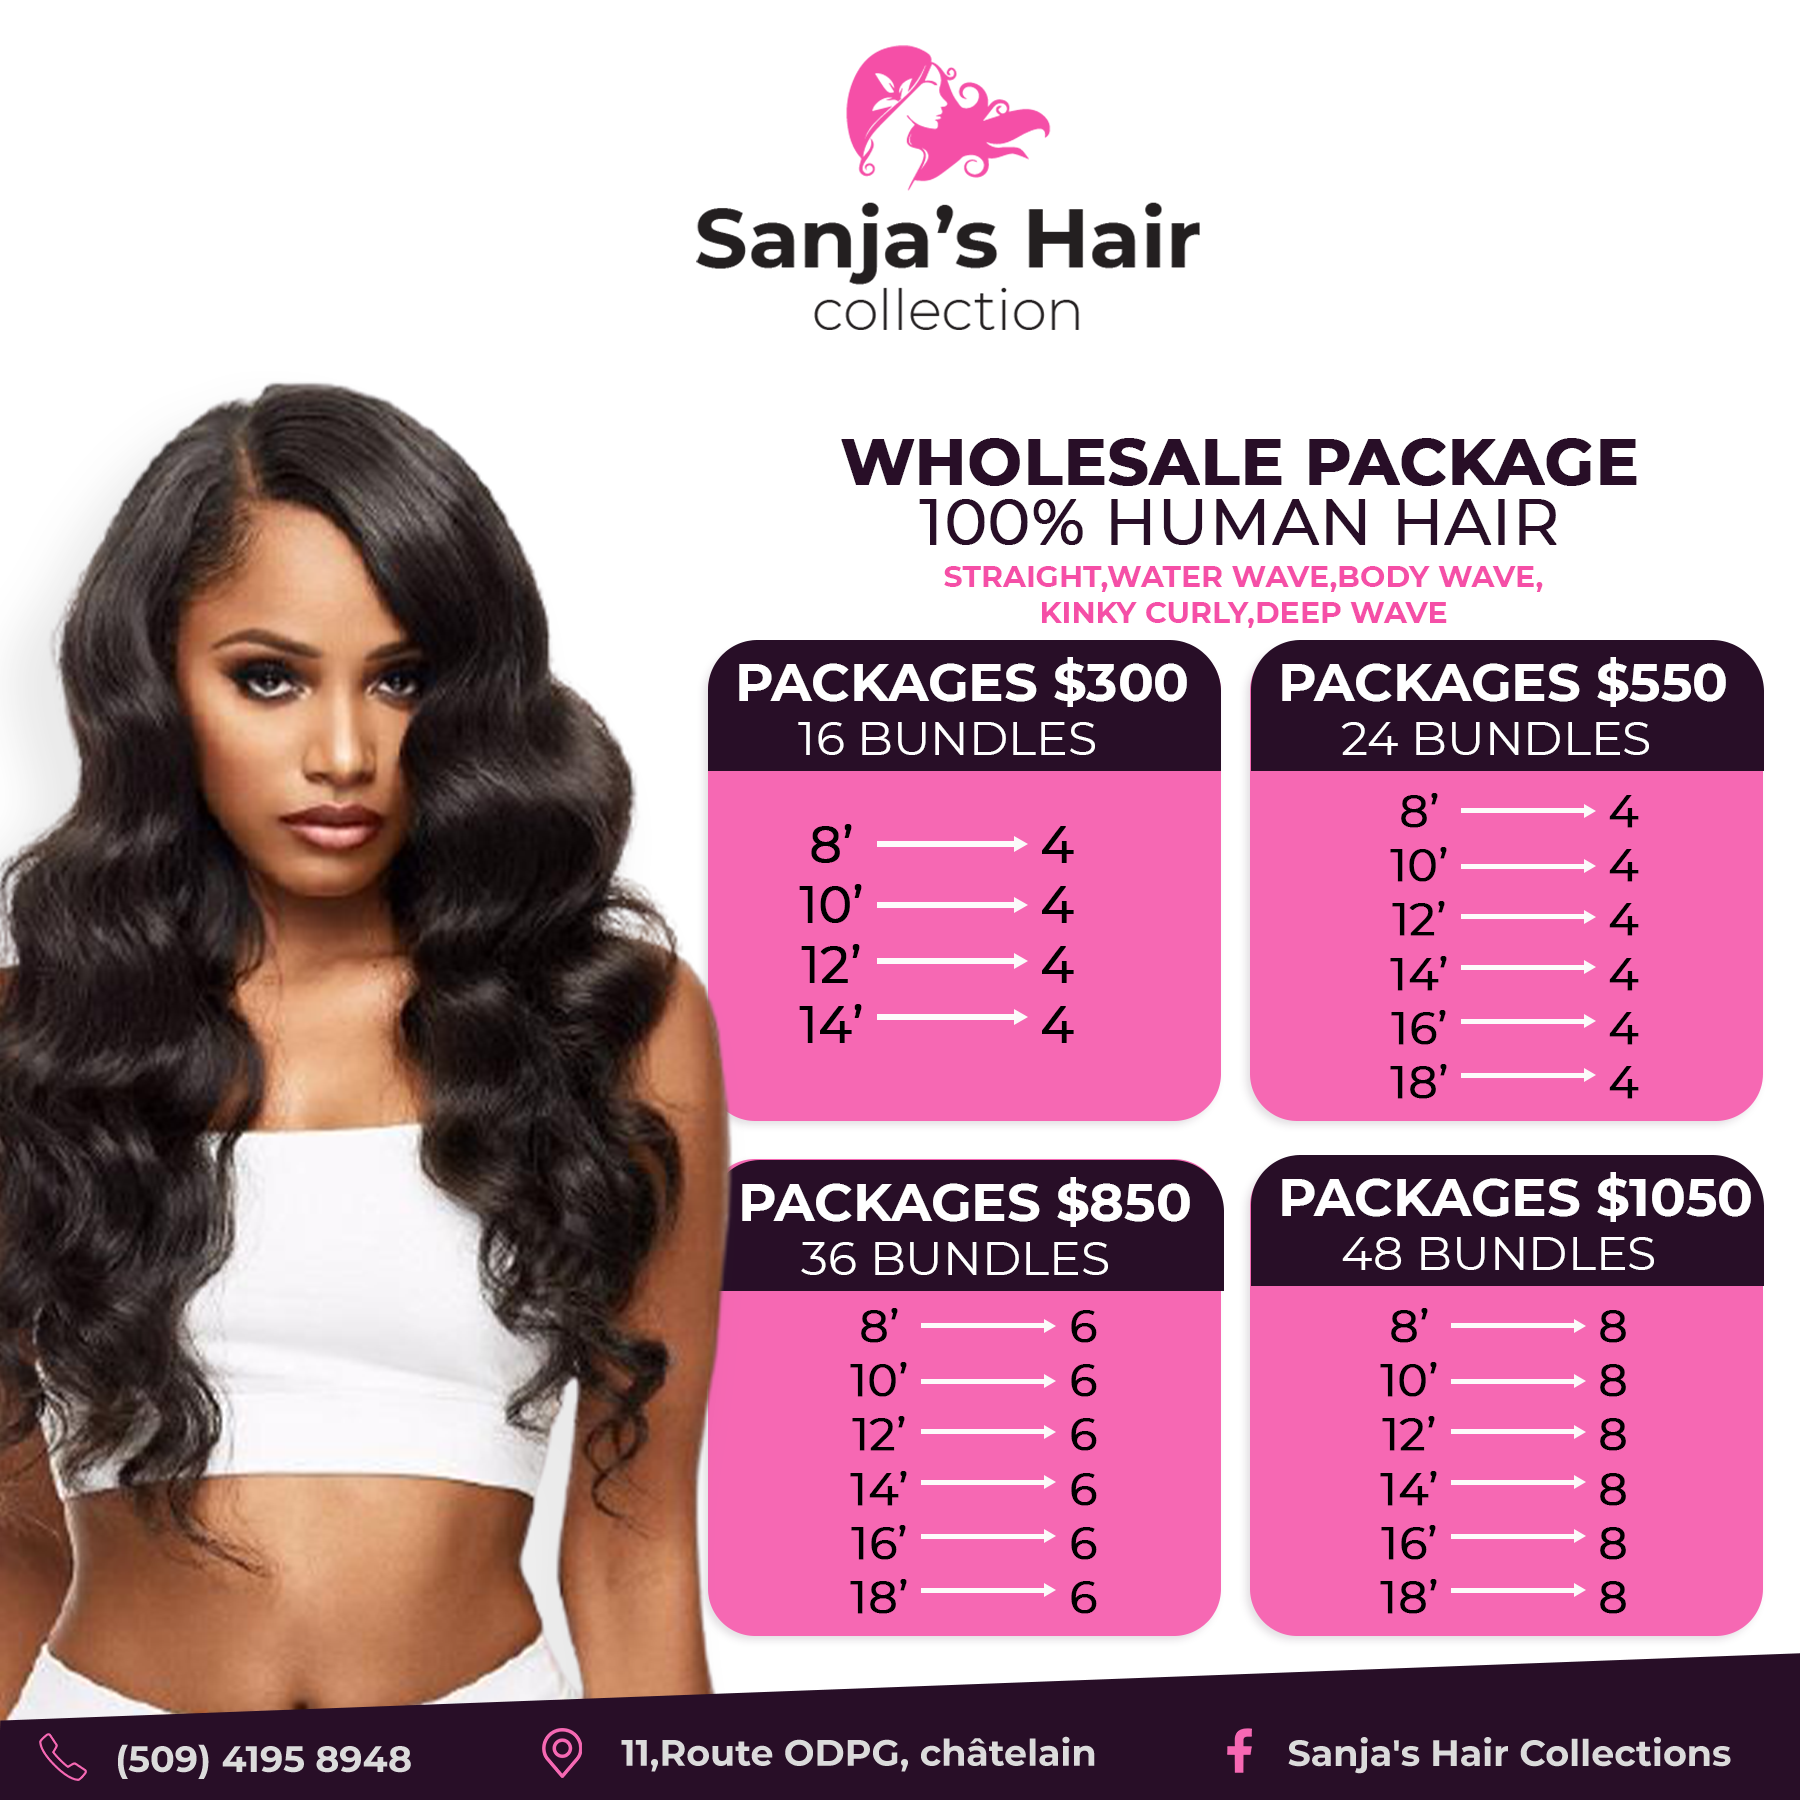 Sanja’s Hair
collection
WHOLESALE PACKAGE
100% HUMAN HAIR
STRAIGHT,WATER WAVE,BODY WAVE,
KINKY CURLY,DEEP WAVE
PACKAGES $300
16 BUNDLES
8’ 4
10’ 4
12’ 4
14’ 4
PACKAGES $550
24 BUNDLES
8’ 4
10’ 4
12’ 4
14’ 4
16’ 4
18’ 4
PACKAGES $850
36 BUNDLES
8’ 6
10’ 6
12’ 6
14’ 6
16’ 6
18’ 6
PACKAGES $1050
48 BUNDLES
8’ 8
10’ 8
12’ 8
14’ 8
16’ 8
18’ 8
(509) 4195 8948
11,Route ODPG, châtelain
Sanja's Hair Collections